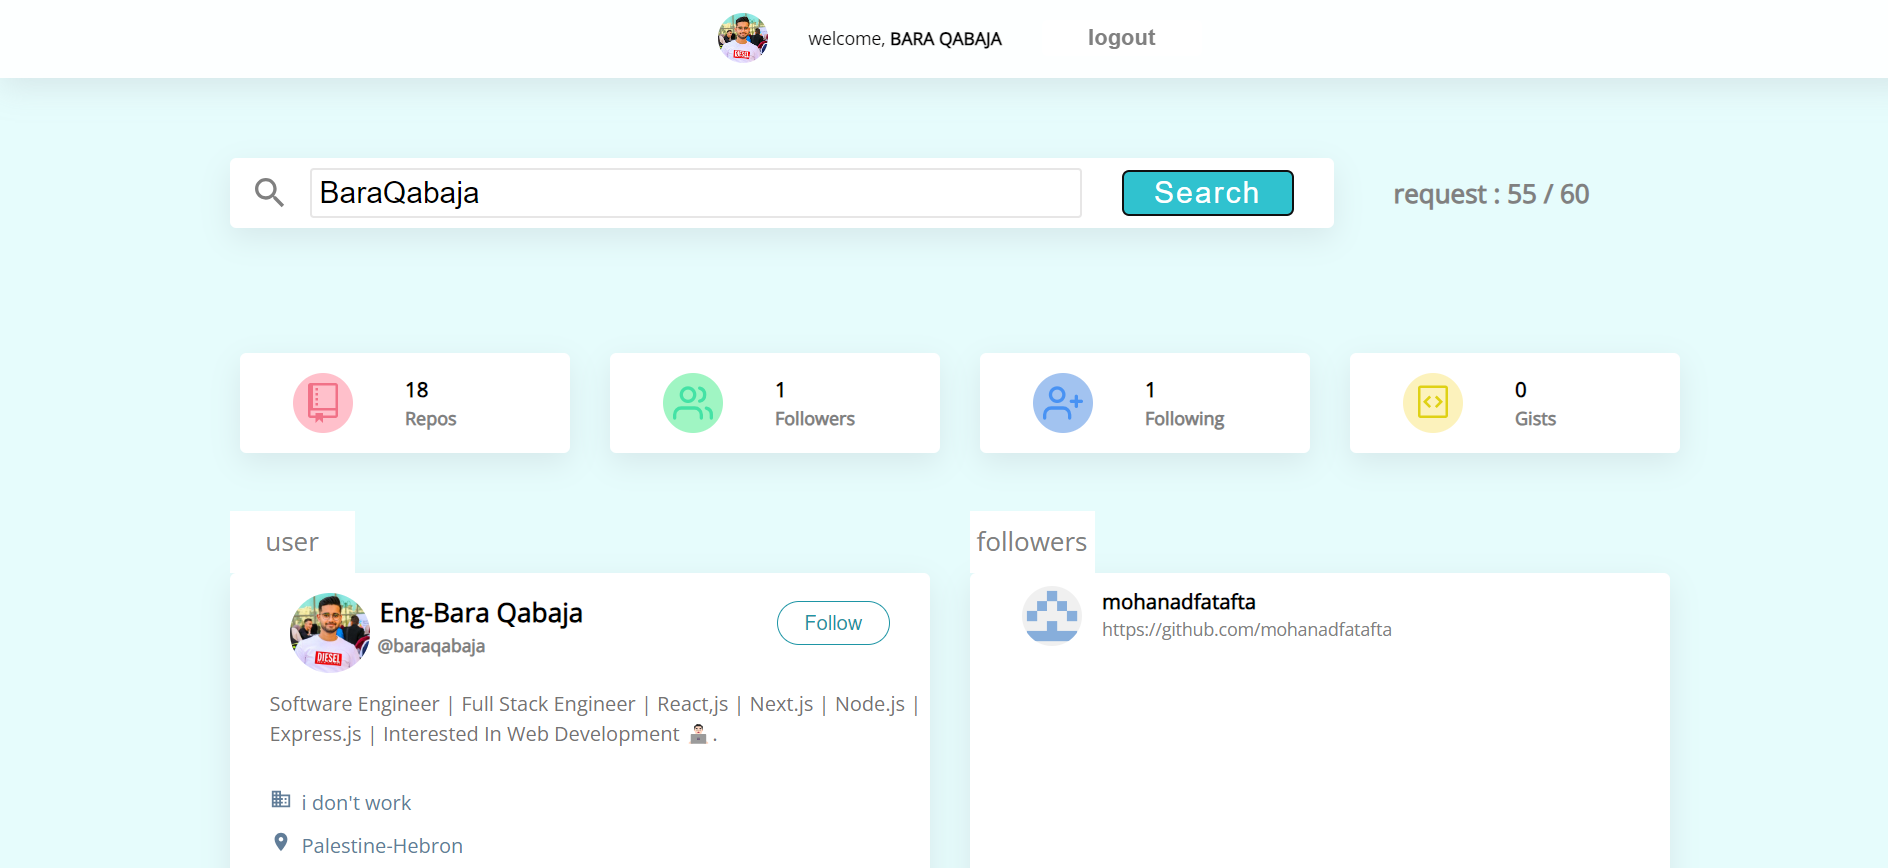 welcome, BARA QABAJA
logout
BaraQabaja
Search
request : 55 / 60
18
Repos
1
Followers
1
Following
0
Gists
user
Eng-Bara Qabaja
@baraqabaja
Follow
Software Engineer | Full Stack Engineer | React,js | Next.js | Node.js |
Express.js | Interested In Web Development 👨🏻‍💻 .
i don't work
Palestine-Hebron
followers
mohanadfatafta
https://github.com/mohanadfatafta
DIESEL